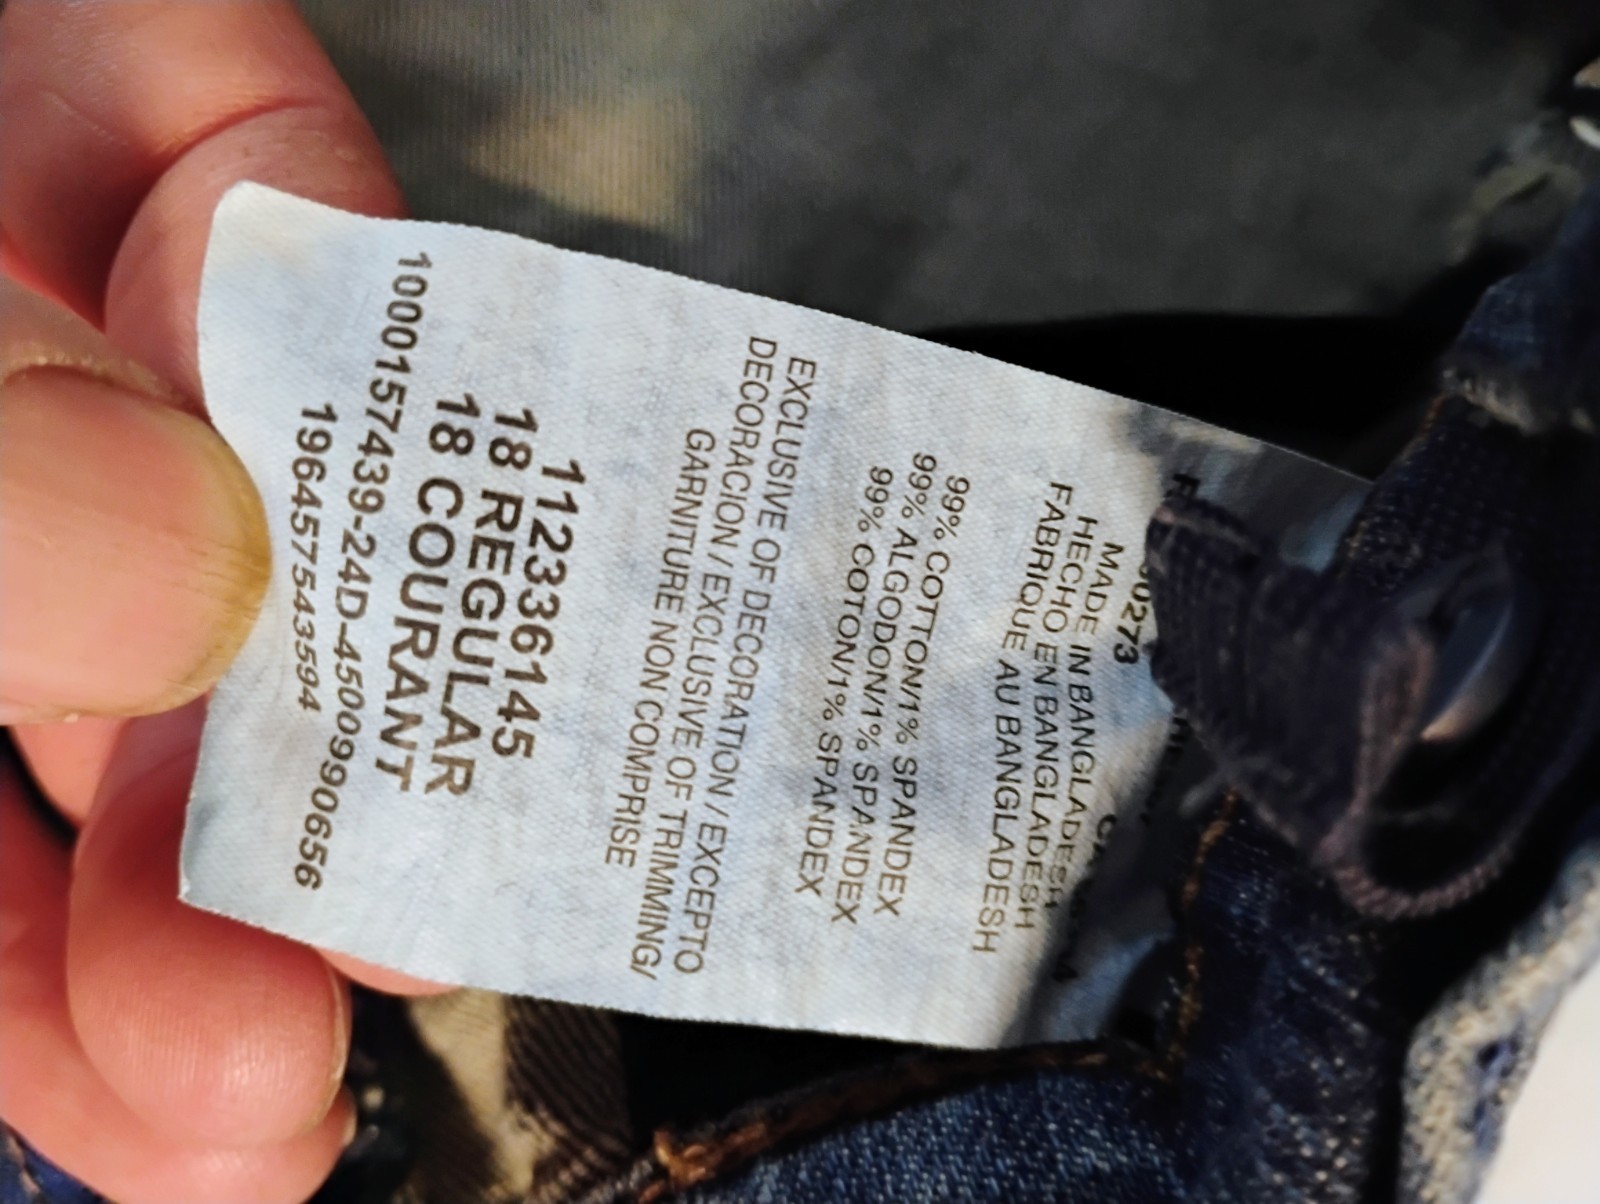 00273
MADE IN BANGLADESH
HECHO EN BANGLADESH
FABRIQUE AU BANGLADESH
99% COTTON/1% SPANDEX
99% ALGODON/1% SPANDEX
99% COTON/1% SPANDEX
EXCLUSIVE OF DECORATION/EXCEPTO
DECORACION/EXCLUSIVE OF TRIMMING/
GARNITURE NON COMPRISE
112336145
18 REGULAR
18 COURANT
1000157439-24D-4500990656
196457543594